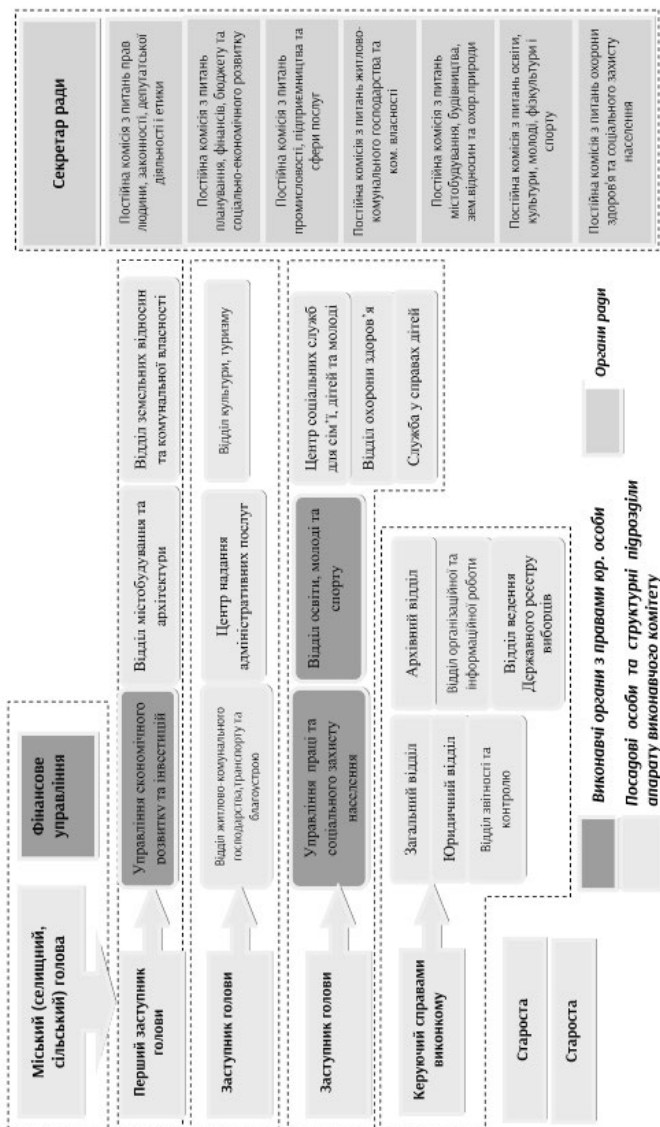 Міський (селищний,
сільський) голова
Фінансове
управління
Секретар ради
Перший заступник
голови
Управління економічного
розвитку та інвестицій
Відділ містобудування та
архітектури
Відділ земельних відносин
та комунальної власності
Постійна комісія з питань прав
людини, законності, депутатської
діяльності і етики
Постійна комісія з питань
планування, фінансів, бюджету та
соціально-економічного розвитку
Заступник голови
Відділ житлово-комунального
господарства,транспорту та
благоустрою
Центр надання
адміністративних послуг
Відділ культури, туризму
Постійна комісія з питань
промисловості, підприємництва та
сфери послуг
Заступник голови
Управління праці та
соціального захисту
населення
Відділ освіти, молоді та
спорту
Центр соціальних служб
для сім'ї, дітей та молоді
Відділ охорони здоров'я
Служба у справах дітей
Постійна комісія з питань житлово-
комунального господарства та
ком. власності
Керуючий справами
виконкому
Загальний відділ
Юридичний відділ
Відділ звітності та
контролю
Архівний відділ
Відділ організаційної та
інформаційної роботи
Відділ ведення
Державного реєстру
виборців
Постійна комісія з питань
містобудування, будівництва,
зем.відносин та охор.природи
Постійна комісія з питань освіти,
культури, молоді, фізкультури і
спорту
Постійна комісія з питань охорони
здоров'я та соціального захисту
населення
Староста
Староста
Виконавчі органи з правами юр. особи
Органи ради
Посадові особи та структурні підрозділи
апарату виконавчого комітету